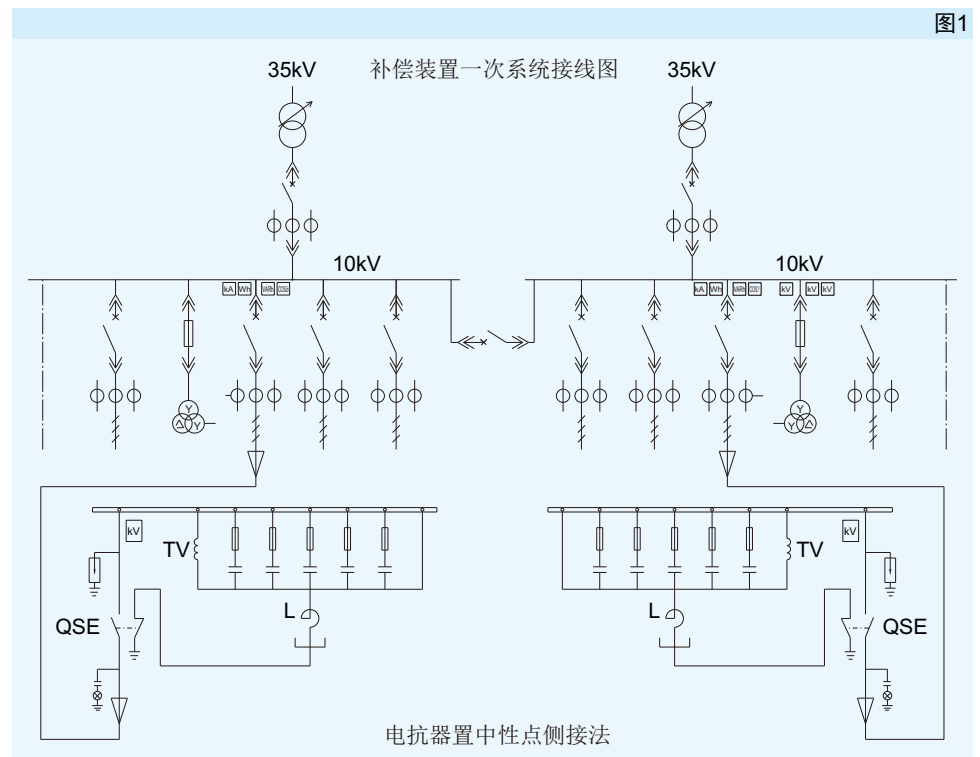 图1
35kV 补偿装置一次系统接线图 35kV
10kV 10kV
kA Wh VARh kA Wh VARh kV kV kV
Y Y
Y Y
kV kV
TV TV
L L
QSE QSE
电抗器置中性点侧接法